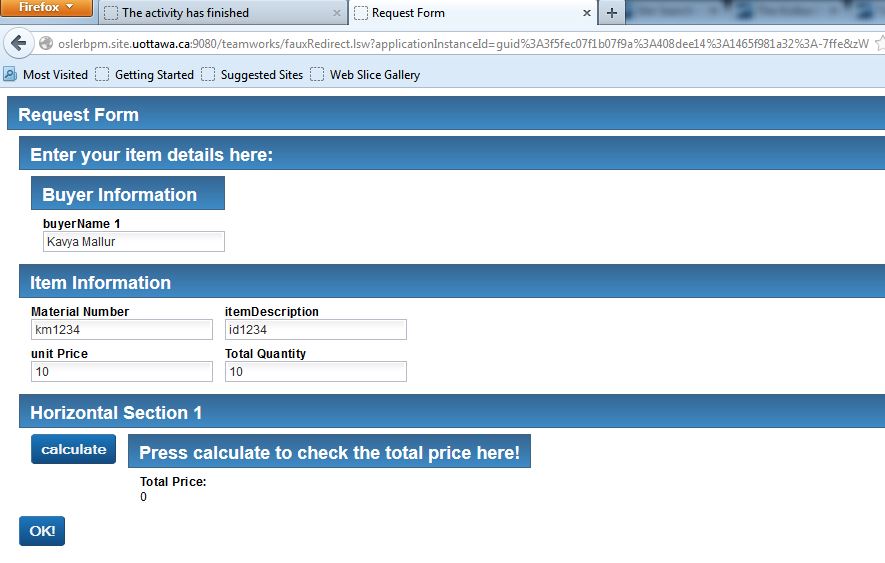 Firefox
The activity has finished
Request Form
oslerbpm.site.uottawa.ca:9080/teamworks/fauxRedirect.lsw?applicationInstanceId=guid%3A3f5fec07f1b07f9a%3A408dee14%3A1465f981a32%3A-7ffe&zW
Most Visited Getting Started Suggested Sites Web Slice Gallery
Request Form
Enter your item details here:
Buyer Information
buyerName 1
Kavya Mallur
Item Information
Material Number itemDescription
km1234 id1234
unit Price Total Quantity
10 10
Horizontal Section 1
calculate Press calculate to check the total price here!
Total Price:
0
OK!